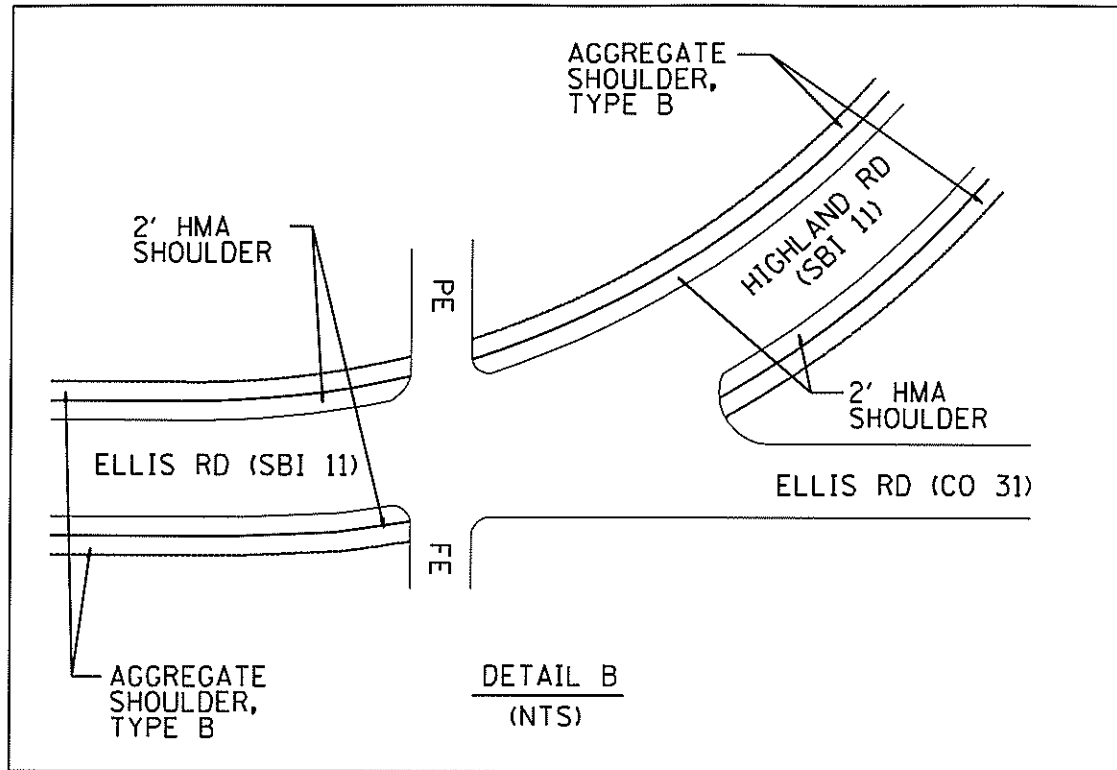 AGGREGATE
SHOULDER,
TYPE B
2' HMA
SHOULDER
PE
HIGHLAND RD
(SBI 11)
2' HMA
SHOULDER
ELLIS RD (SBI 11)
ELLIS RD (CO 31)
FE
AGGREGATE
SHOULDER,
TYPE B
DETAIL B
(NTS)